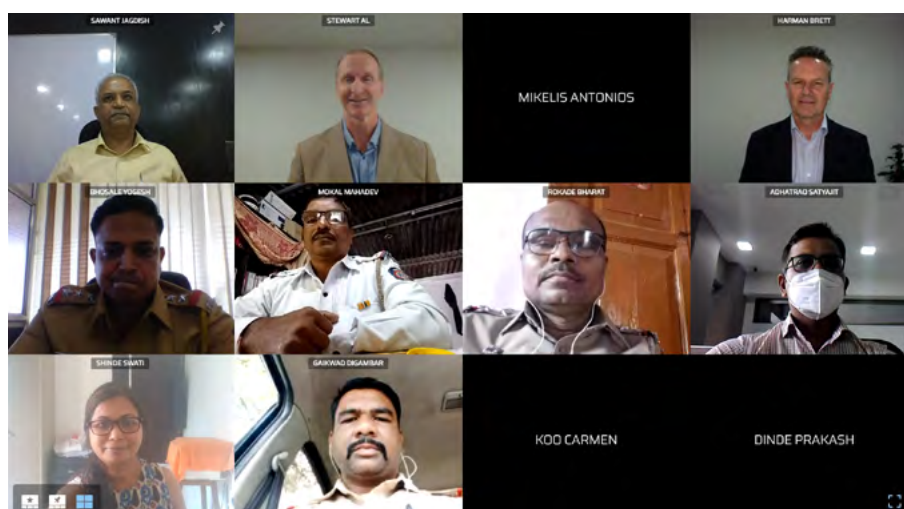 SAWANT JAGDISH
STEWART AL
MIKELIS ANTONIOS
HARMAN BRETT
BHOSALE YOGESH
MOKAL MAHADEV
ROKADE BHARAT
ADHATRAO SATYAJIT
SHINDE SWATI
GAIKWAD DIGAMBAR
KOO CARMEN
DINDE PRAKASH